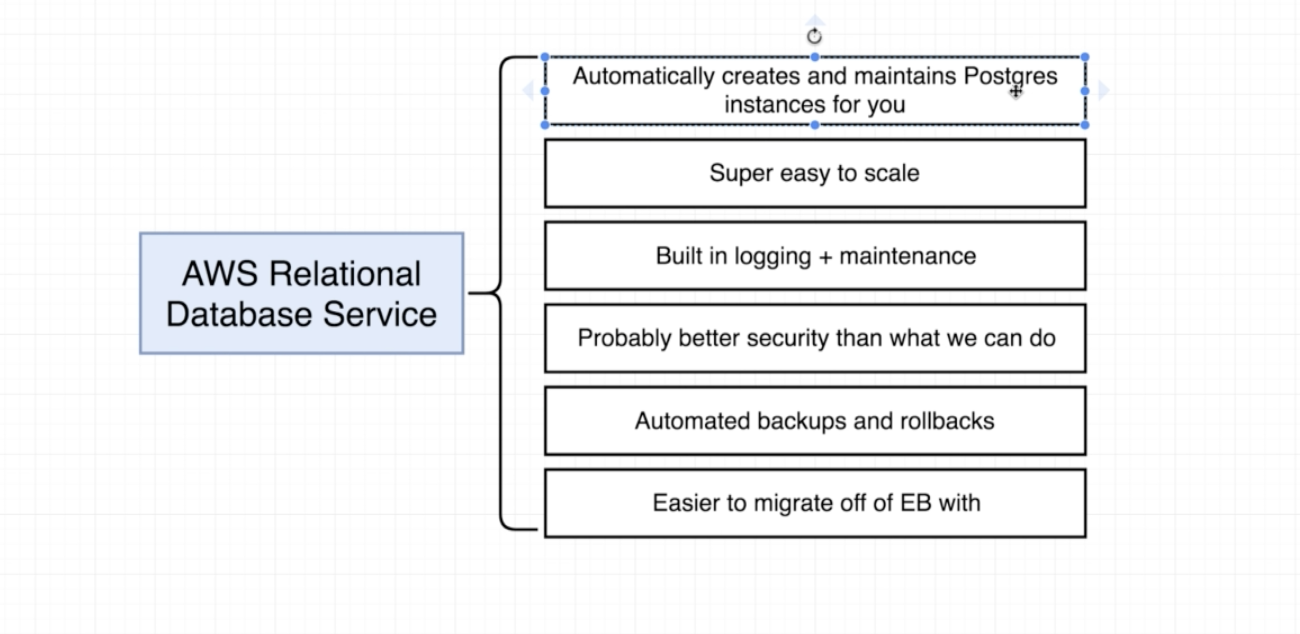 Automatically creates and maintains Postgres
instances for you
Super easy to scale
Built in logging + maintenance
AWS Relational
Database Service
Probably better security than what we can do
Automated backups and rollbacks
Easier to migrate off of EB with